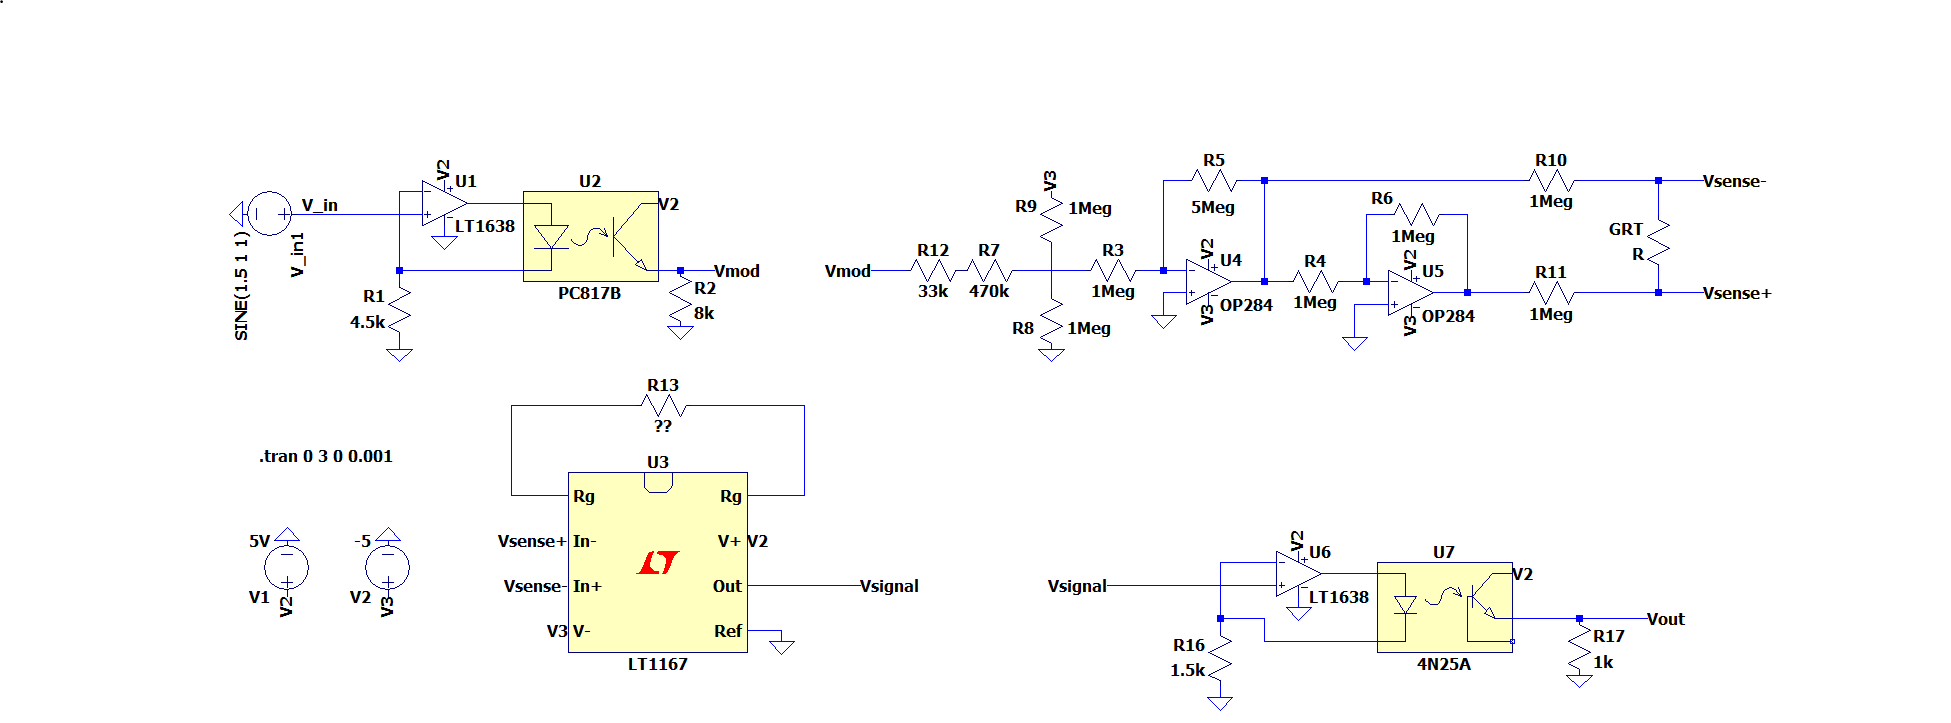 V2
U1
LT1638
V_in
V_in1
SINE(1.5 1 1)
U2
V2
PC817B
Vmod
R1
4.5k
R2
8k
Vmod
R12
33k
R7
470k
V3
R9
1Meg
R8
1Meg
R3
1Meg
R5
5Meg
V2
U4
V3
OP284
R4
1Meg
R6
1Meg
V2
U5
V3
OP284
R10
1Meg
R11
1Meg
Vsense-
GRT
R
Vsense+
.tran 0 3 0 0.001
5V
V1
V2
-5
V2
V3
R13
??
U3
Rg
Rg
Vsense+ In-
V+ V2
Vsense- In+
Out
Vsignal
V3 V-
Ref
LT1167
Vsignal
V2
U6
LT1638
R16
1.5k
U7
V2
4N25A
Vout
R17
1k